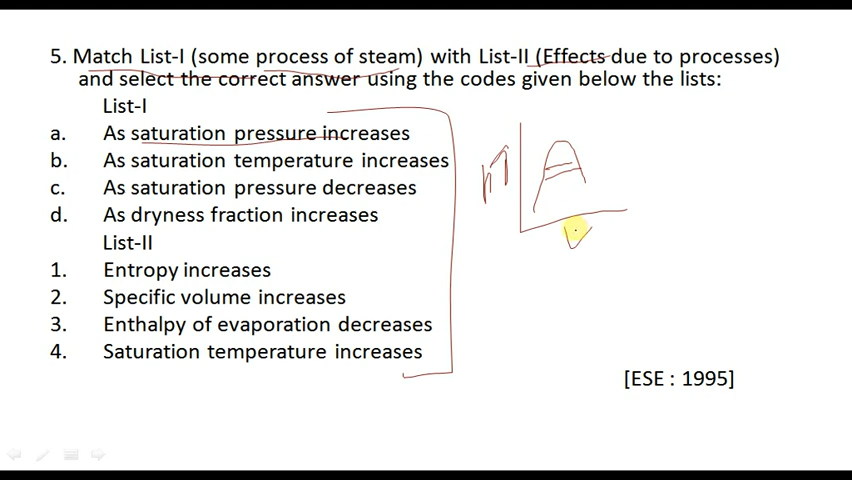 5. Match List-I (some process of steam) with List-II (Effects due to processes)
and select the correct answer using the codes given below the lists:
List-I
a. As saturation pressure increases
b. As saturation temperature increases
c. As saturation pressure decreases
d. As dryness fraction increases
List-II
1. Entropy increases
2. Specific volume increases
3. Enthalpy of evaporation decreases
4. Saturation temperature increases
[ESE : 1995]